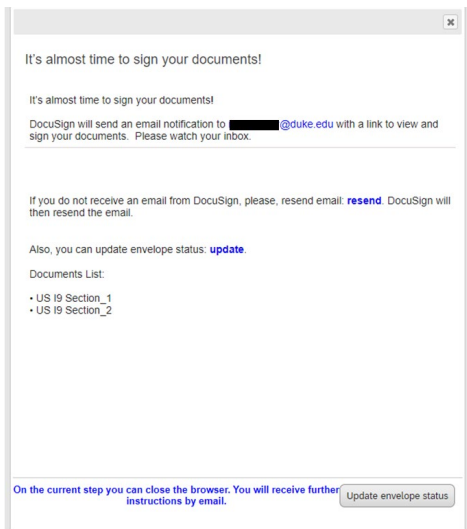 It's almost time to sign your documents!
It's almost time to sign your documents!
DocuSign will send an email notification to @duke.edu with a link to view and
sign your documents. Please watch your inbox.
If you do not receive an email from DocuSign, please, resend email: resend. DocuSign will
then resend the email.
Also, you can update envelope status: update.
Documents List:
• US I9 Section_1
• US I9 Section_2
On the current step you can close the browser. You will receive further
instructions by email.
Update envelope status